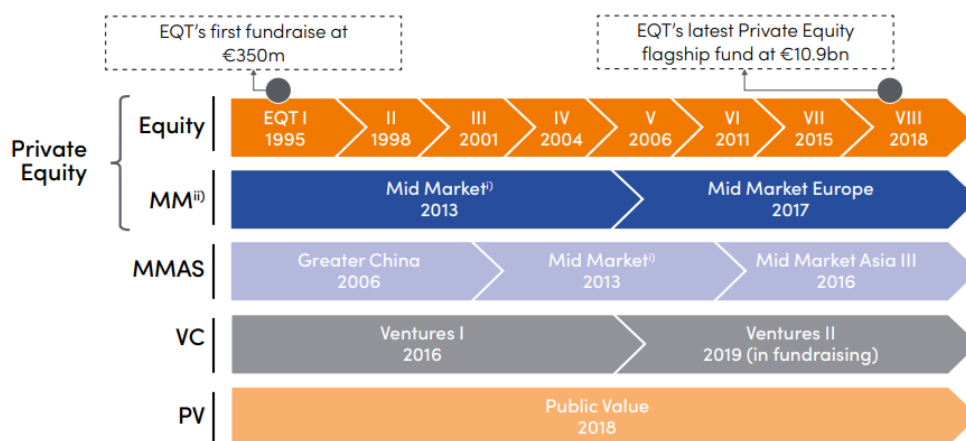 EQT's first fundraise at
€350m
EQT's latest Private Equity
flagship fund at €10.9bn
Private
Equity
Equity
EQT I
1995
II
1998
III
2001
IV
2004
V
2006
VI
2011
VII
2015
VIII
2018
MMii)
Mid Marketi)
2013
Mid Market Europe
2017
MMAS
Greater China
2006
Mid Marketi)
2013
Mid Market Asia III
2016
VC
Ventures I
2016
Ventures II
2019 (in fundraising)
PV
Public Value
2018